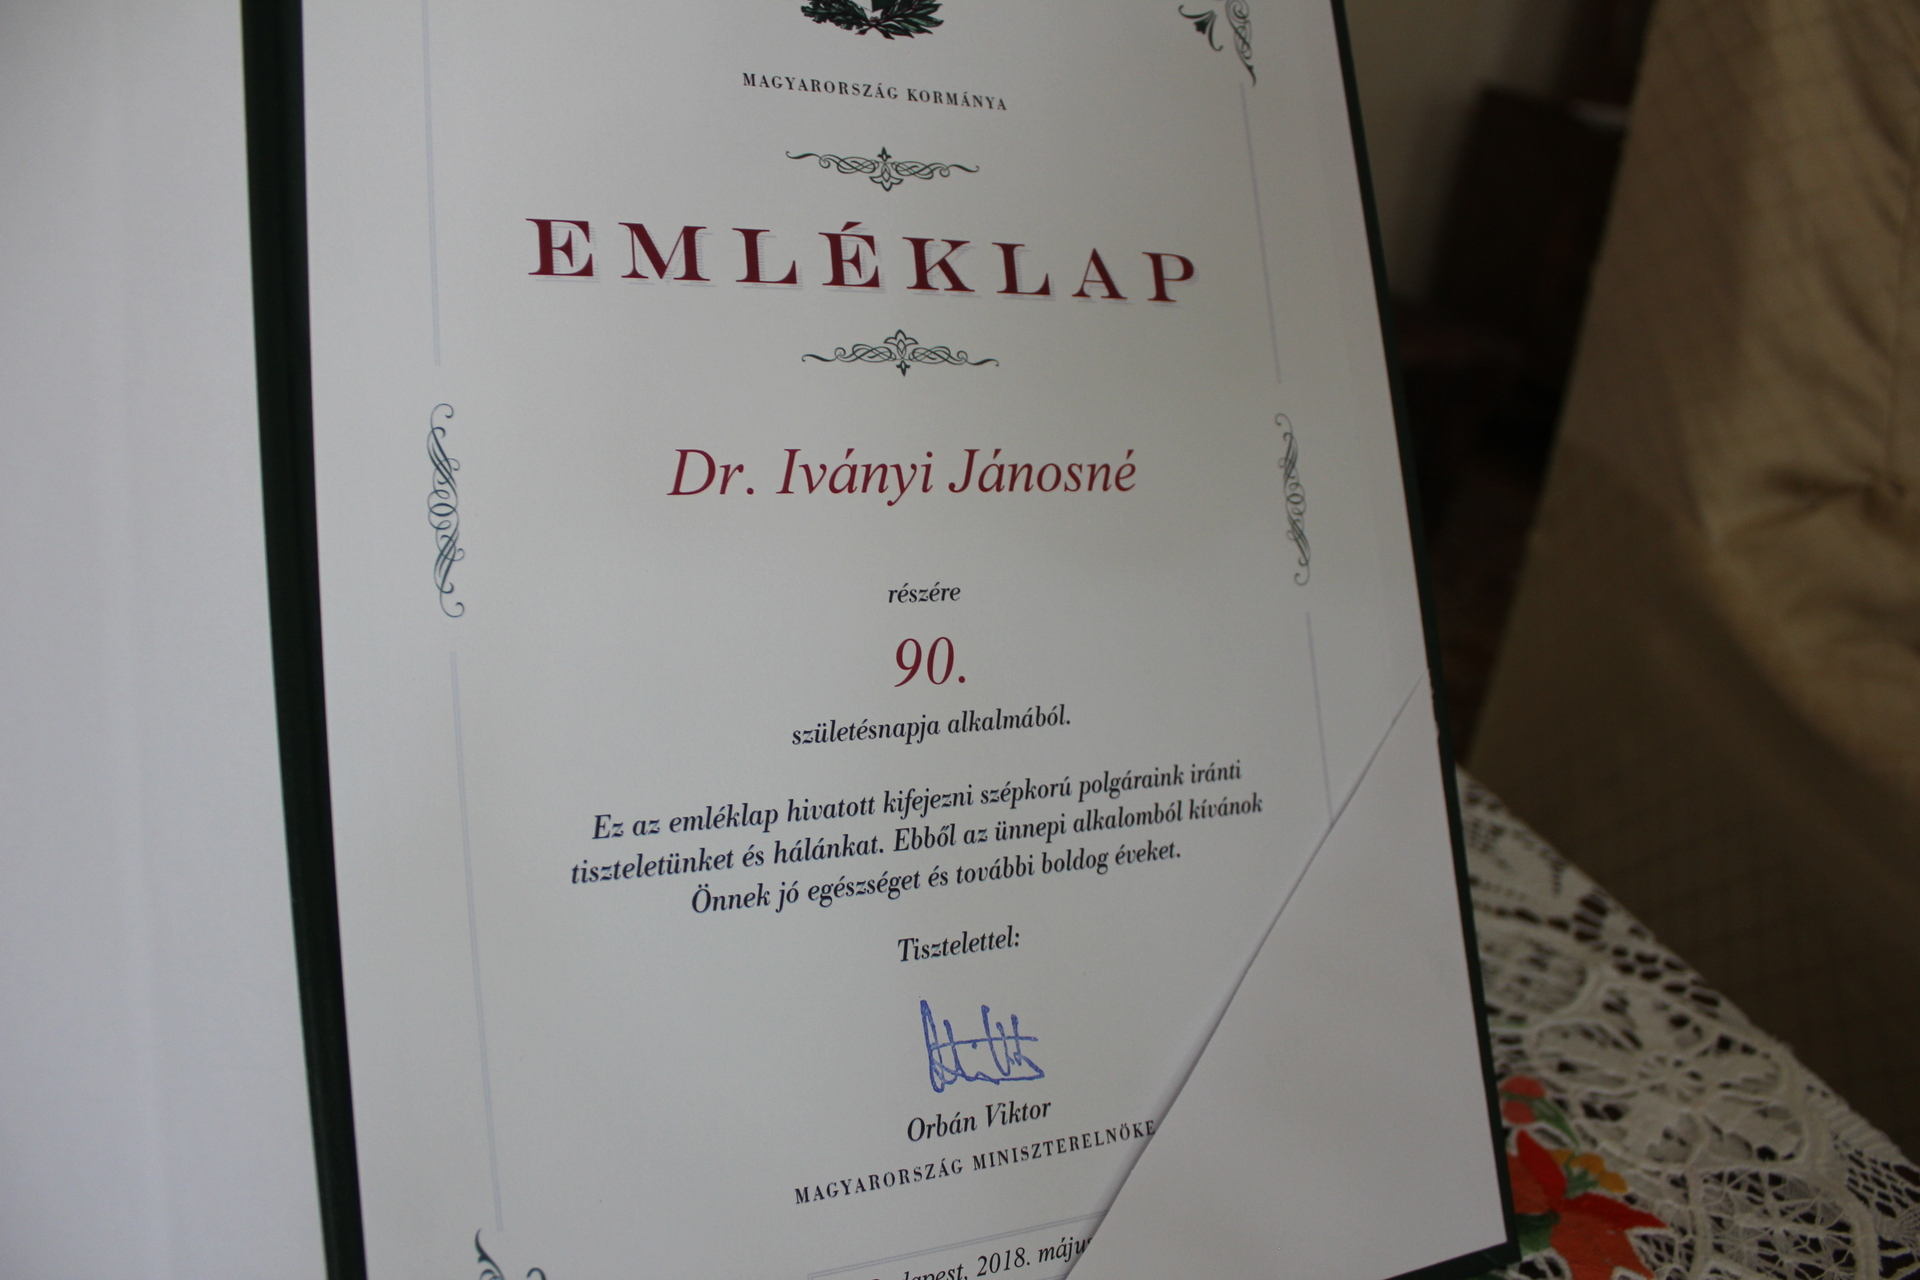 MAGYARORSZÁG KORMÁNYA
EMLÉKLAP
Dr. Iványi Jánosné
részére
90.
születésnapja alkalmából.
Ez az emléklap hivatott kifejezni szépkorú polgáraink iránti
tiszteletünket és hálánkat. Ebből az ünnepi alkalomból kívánok
Önnek jó egészséget és további boldog éveket.
Tisztelettel:
Orbán Viktor
MAGYARORSZÁG MINISZTERELNÖKE
2018.